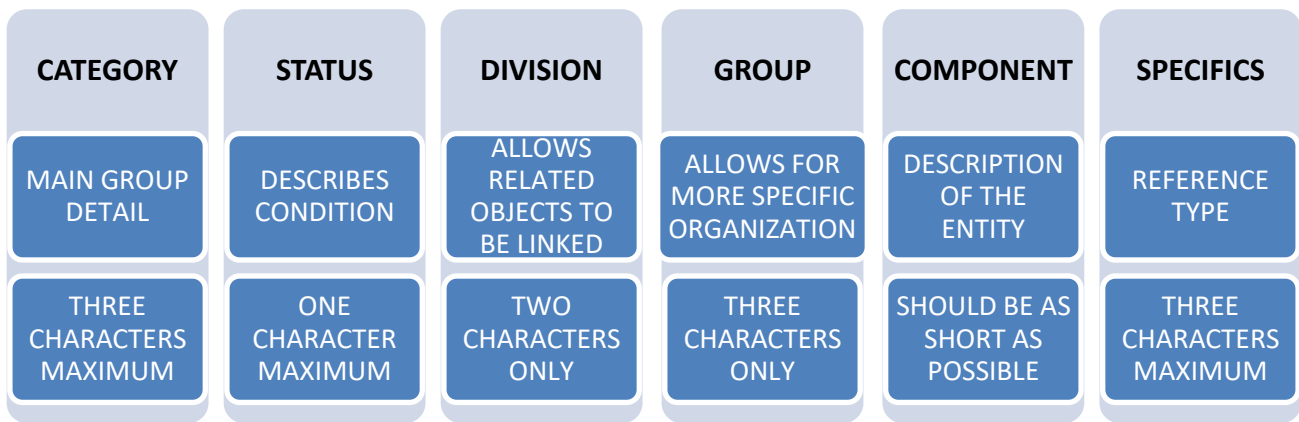 CATEGORY
MAIN GROUP
DETAIL
THREE
CHARACTERS
MAXIMUM
STATUS
DESCRIBES
CONDITION
ONE
CHARACTER
MAXIMUM
DIVISION
ALLOWS
RELATED
OBJECTS TO
BE LINKED
TWO
CHARACTERS
ONLY
GROUP
ALLOWS FOR
MORE SPECIFIC
ORGANIZATION
THREE
CHARACTERS
ONLY
COMPONENT
DESCRIPTION
OF THE
ENTITY
SHOULD BE AS
SHORT AS
POSSIBLE
SPECIFICS
REFERENCE
TYPE
THREE
CHARACTERS
MAXIMUM